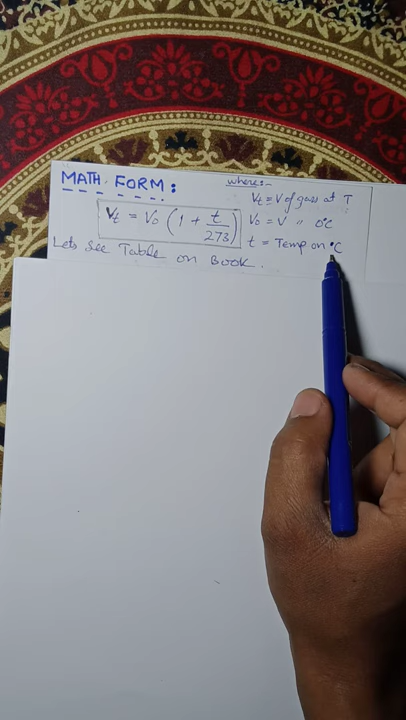 MATH FORM:
Vt = V₀ (1 + t/273)
where:-
Vt = V of gass at T
V₀ = V " 0°C
t = Temp on °C
Lets see Table on Book.